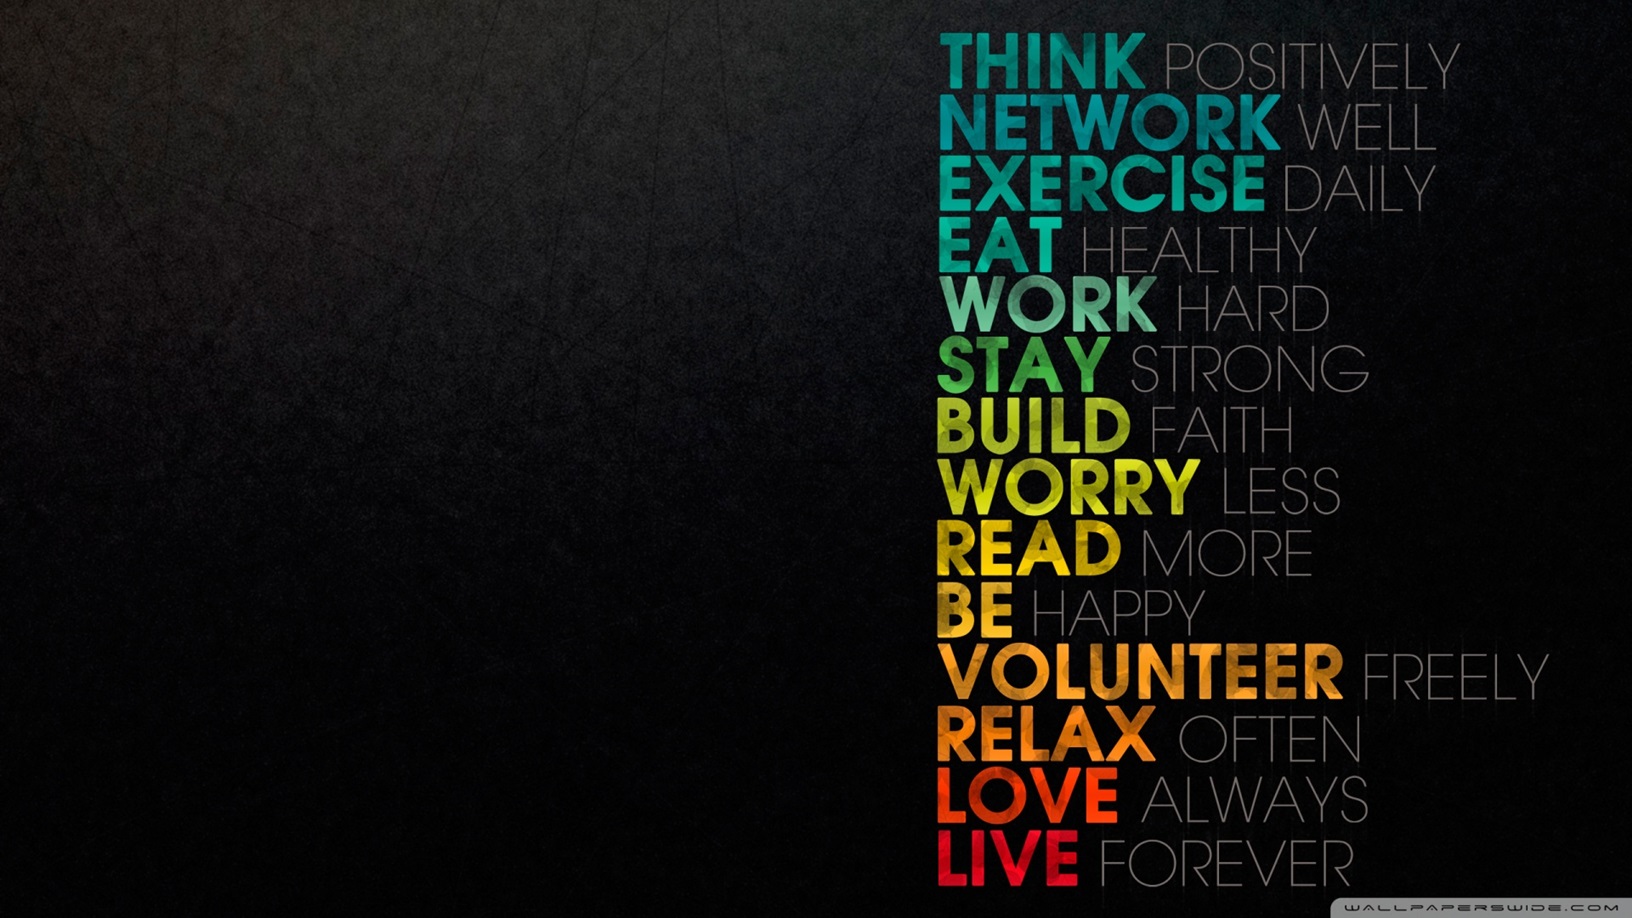 THINK POSITIVELY
NETWORK WELL
EXERCISE DAILY
EAT HEALTHY
WORK HARD
STAY STRONG
BUILD FAITH
WORRY LESS
READ MORE
BE HAPPY
VOLUNTEER FREELY
RELAX OFTEN
LOVE ALWAYS
LIVE FOREVER
WALLPAPERSWIDE.COM